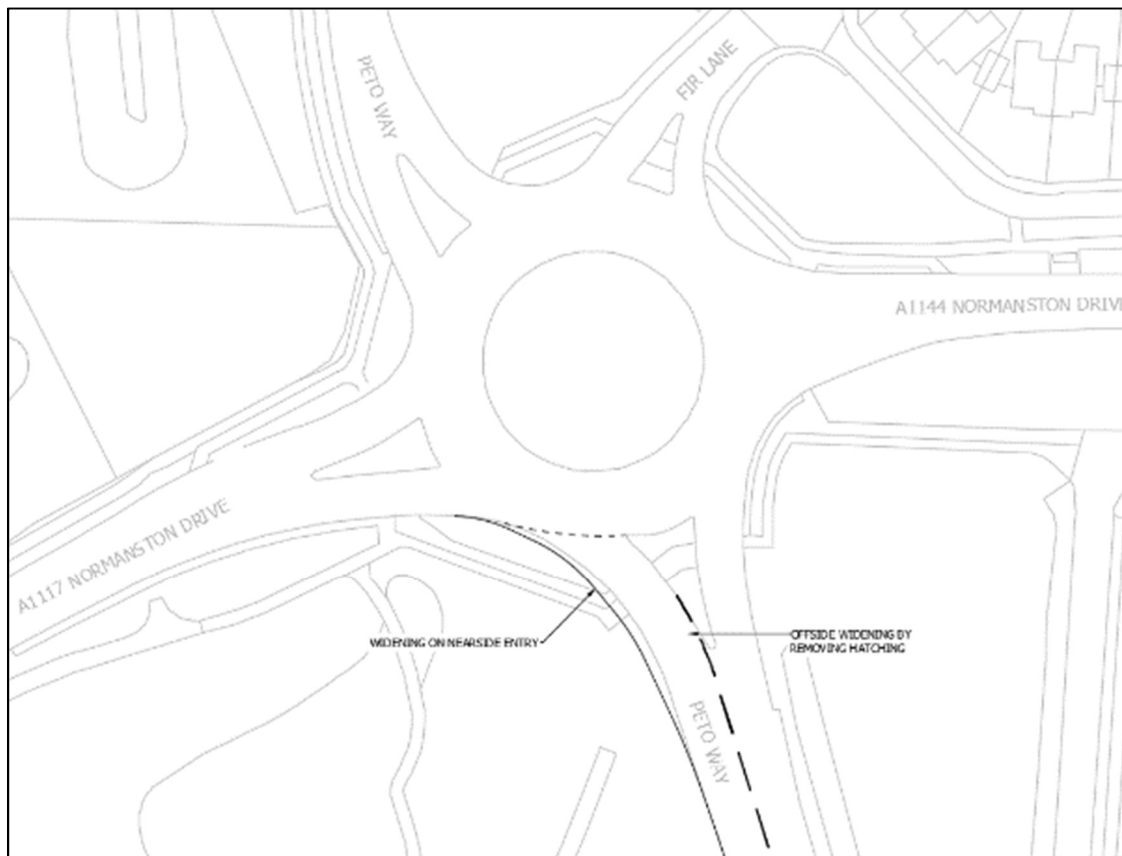 PETO WAY
FIR LANE
A1144 NORMANSTON DRIVE
A1117 NORMANSTON DRIVE
WIDENING ON NEARSIDE ENTRY
OFFSIDE WIDENING BY
REMOVING HATCHING
PETO WAY